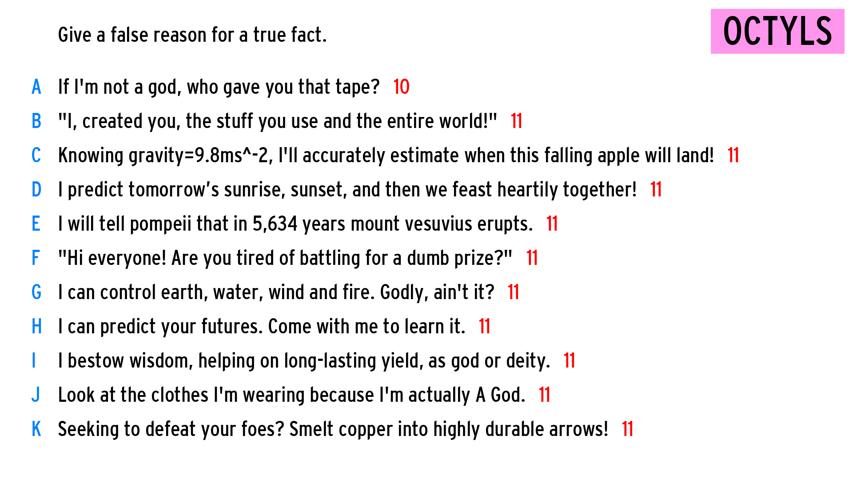 Give a false reason for a true fact.
OCTYLS
A If I'm not a god, who gave you that tape? 10
B "I, created you, the stuff you use and the entire world!" 11
C Knowing gravity=9.8ms^-2, I'll accurately estimate when this falling apple will land! 11
D I predict tomorrow's sunrise, sunset, and then we feast heartily together! 11
E I will tell pompeii that in 5,634 years mount vesuvius erupts. 11
F "Hi everyone! Are you tired of battling for a dumb prize?" 11
G I can control earth, water, wind and fire. Godly, ain't it? 11
H I can predict your futures. Come with me to learn it. 11
I I bestow wisdom, helping on long-lasting yield, as god or deity. 11
J Look at the clothes I'm wearing because I'm actually A God. 11
K Seeking to defeat your foes? Smelt copper into highly durable arrows! 11